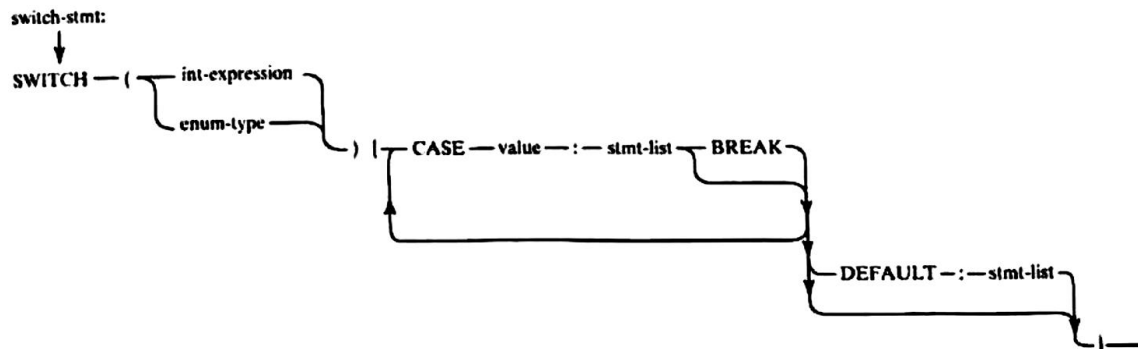 switch-stmt:
SWITCH — ( int-expression
enum-type
) { CASE — value — : — stmt-list BREAK
DEFAULT — : — stmt-list
}